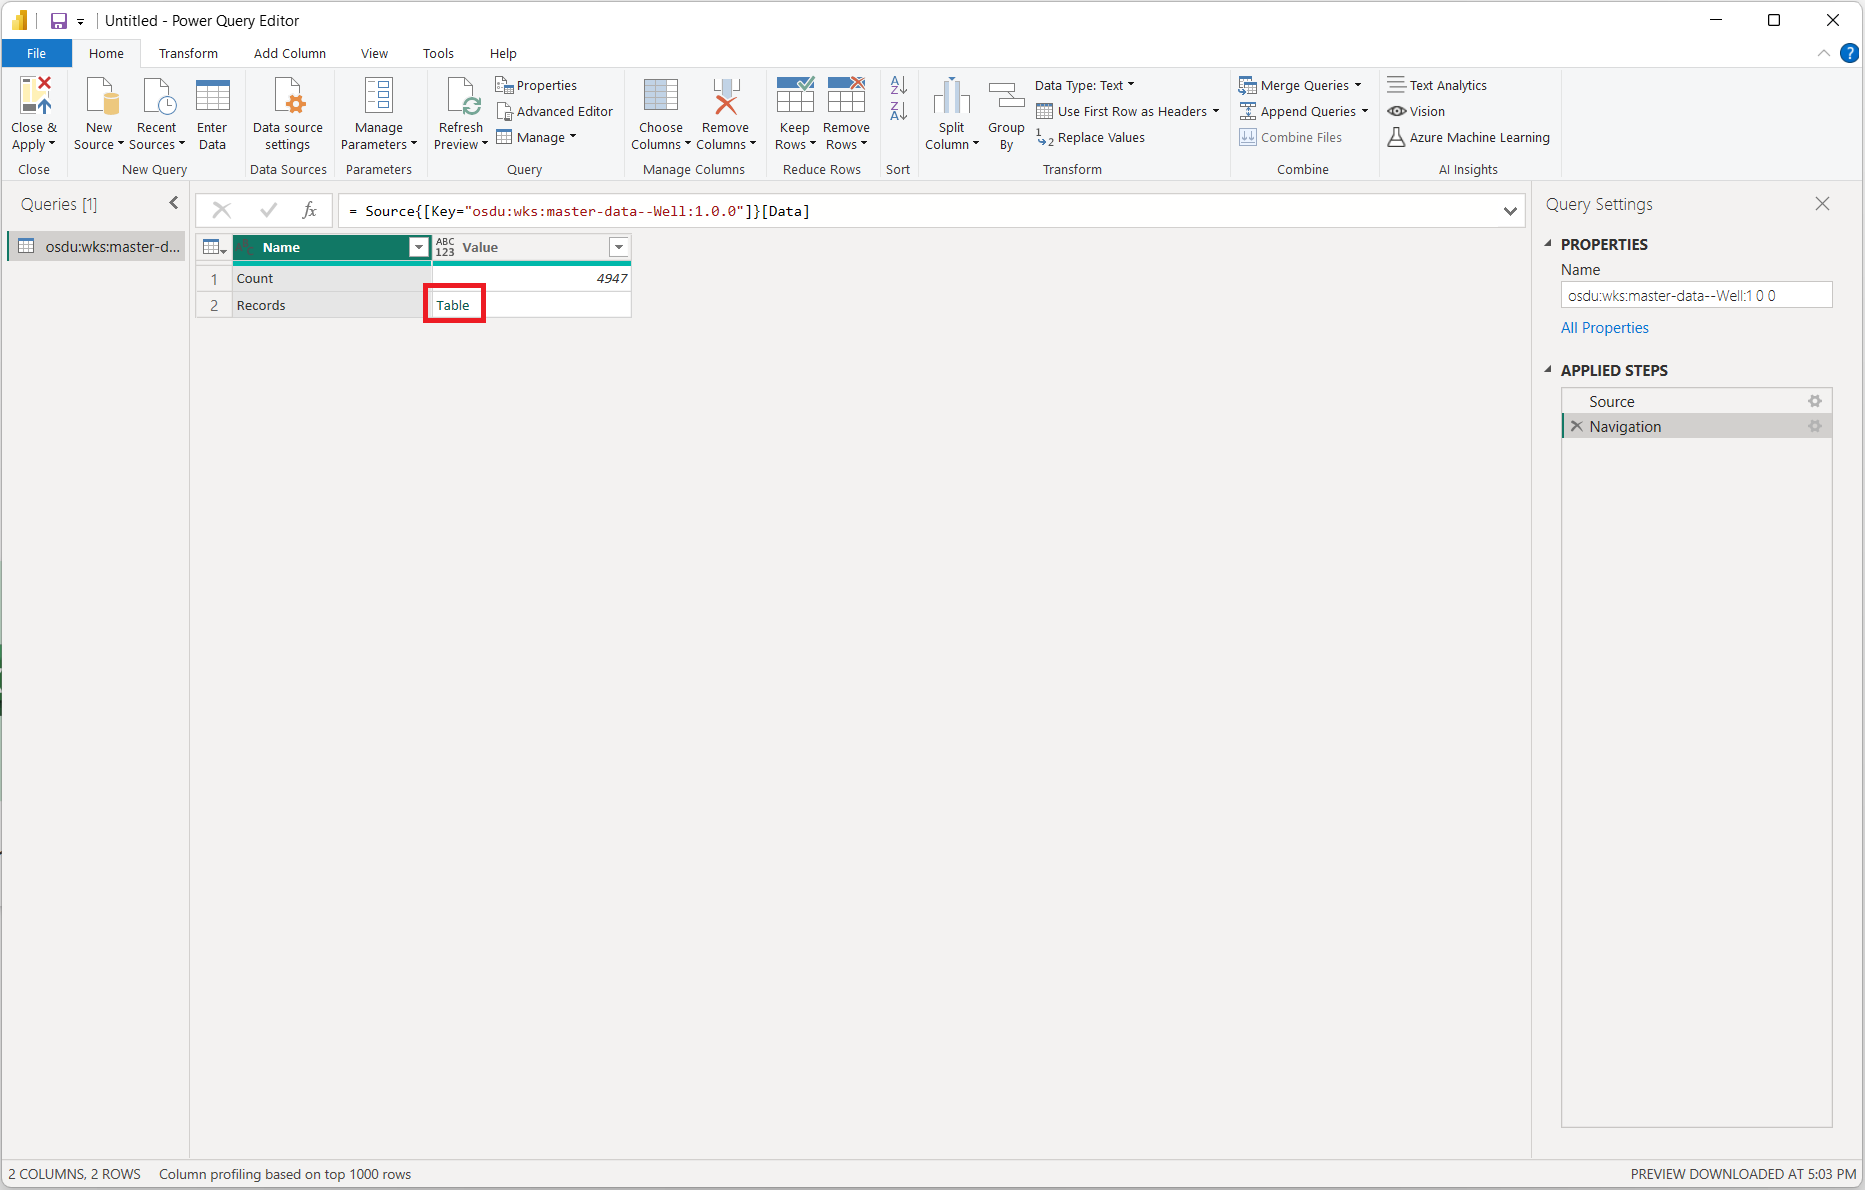 Untitled - Power Query Editor
File Home Transform Add Column View Tools Help
Close & Apply
New Source
Recent Sources
Enter Data
Data source settings
Manage Parameters
Refresh Preview
Properties
Advanced Editor
Manage
Choose Columns
Remove Columns
Keep Rows
Remove Rows
Split Column
Group By
Data Type: Text
Use First Row as Headers
Replace Values
Merge Queries
Append Queries
Combine Files
Text Analytics
Vision
Azure Machine Learning
Close New Query Data Sources Parameters Query Manage Columns Reduce Rows Sort Transform Combine AI Insights
Queries [1]
osdu:wks:master-d...
fx = Source{[Key="osdu:wks:master-data--Well:1.0.0"]}[Data]
Name ABC 123 Value
1 Count 4947
2 Records Table
Query Settings
PROPERTIES
Name
osdu:wks:master-data--Well:1 0 0
All Properties
APPLIED STEPS
Source
Navigation
2 COLUMNS, 2 ROWS Column profiling based on top 1000 rows PREVIEW DOWNLOADED AT 5:03 PM